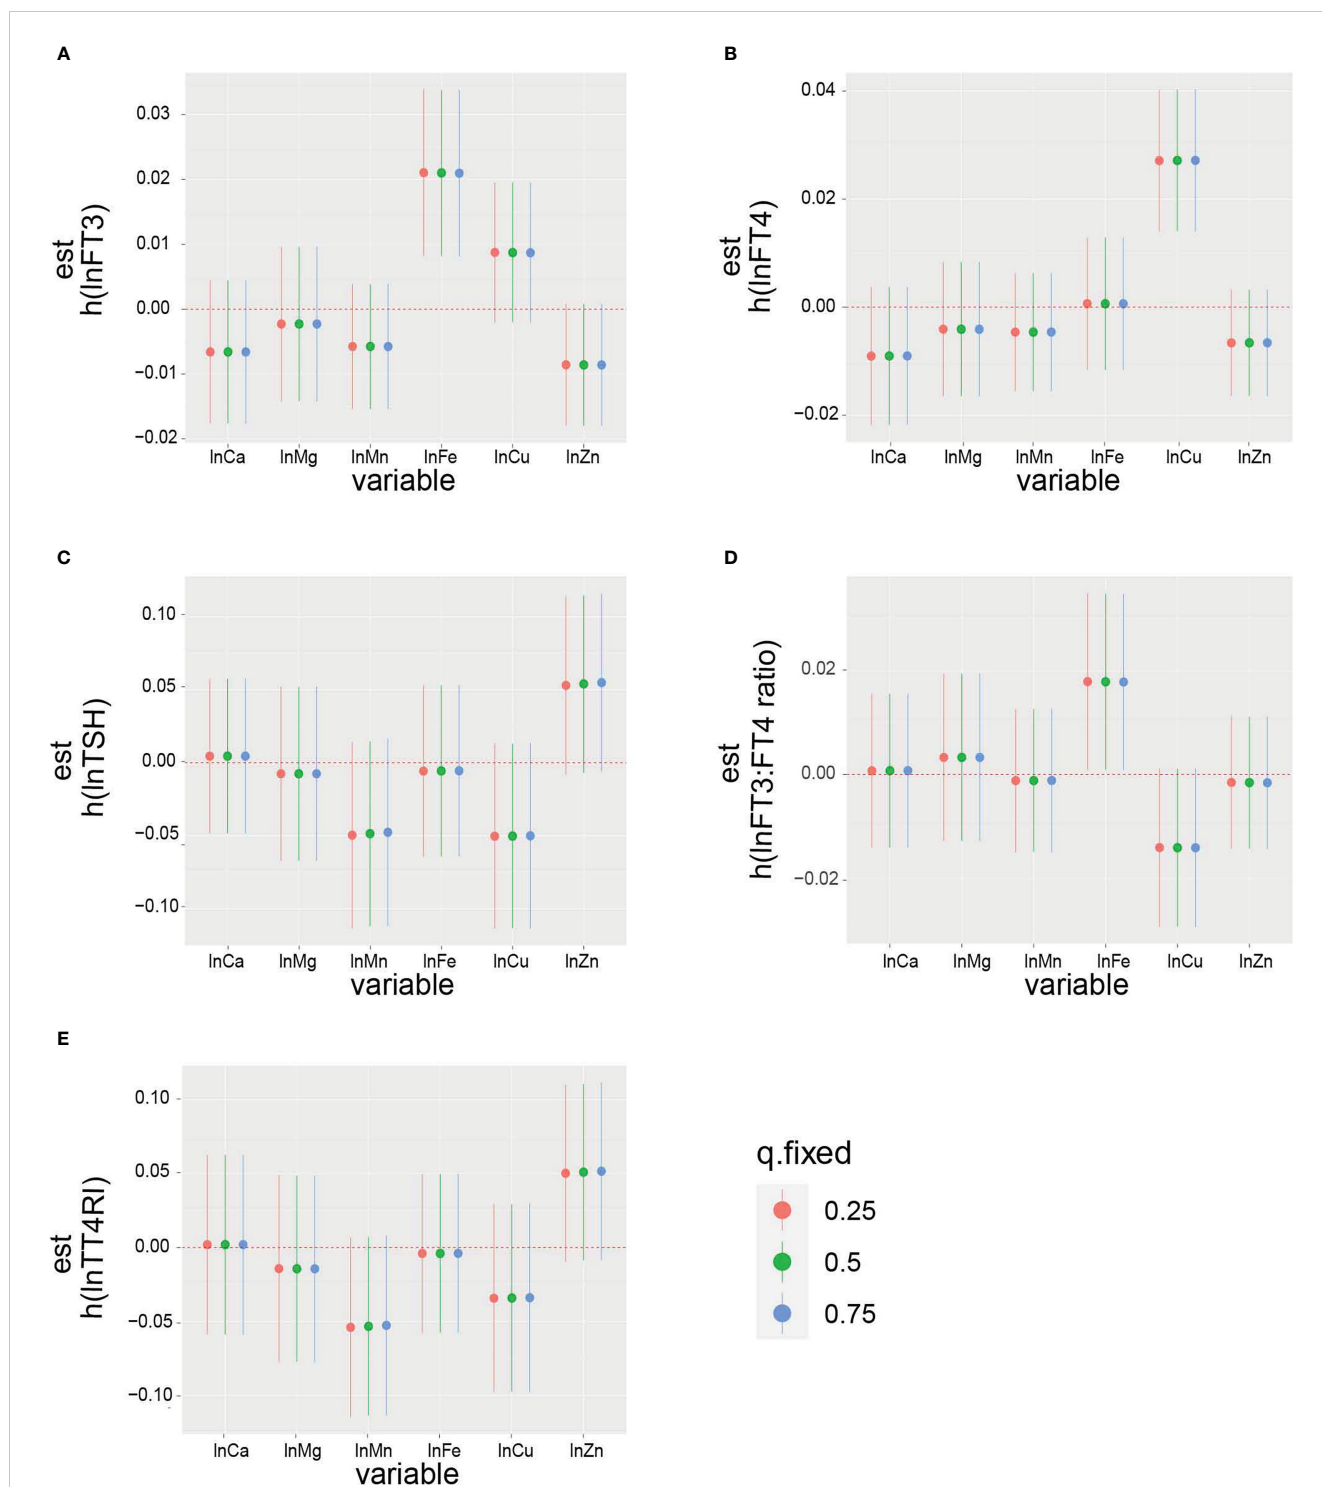 A
0.03
0.02
0.01
0.00
−0.01
−0.02
est
h(lnFT3)
lnCa lnMg lnMn lnFe lnCu lnZn
variable
B
0.04
0.02
0.00
−0.02
est
h(lnFT4)
lnCa lnMg lnMn lnFe lnCu lnZn
variable
C
0.10
0.05
0.00
−0.05
−0.10
est
h(lnTSH)
lnCa lnMg lnMn lnFe lnCu lnZn
variable
D
0.02
0.00
−0.02
est
h(lnFT3:FT4 ratio)
lnCa lnMg lnMn lnFe lnCu lnZn
variable
E
0.10
0.05
0.00
−0.05
−0.10
est
h(lnTT4RI)
lnCa lnMg lnMn lnFe lnCu lnZn
variable
q.fixed
0.25
0.5
0.75